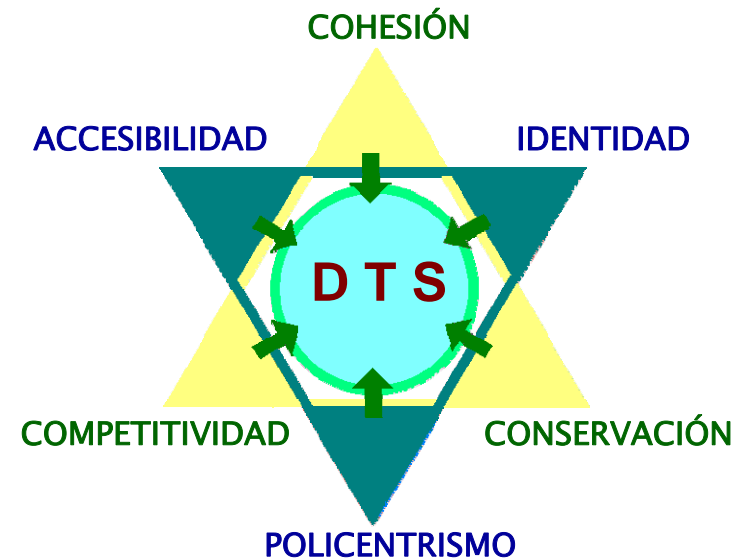 COHESIÓN
ACCESIBILIDAD
IDENTIDAD
D T S
COMPETITIVIDAD
CONSERVACIÓN
POLICENTRISMO